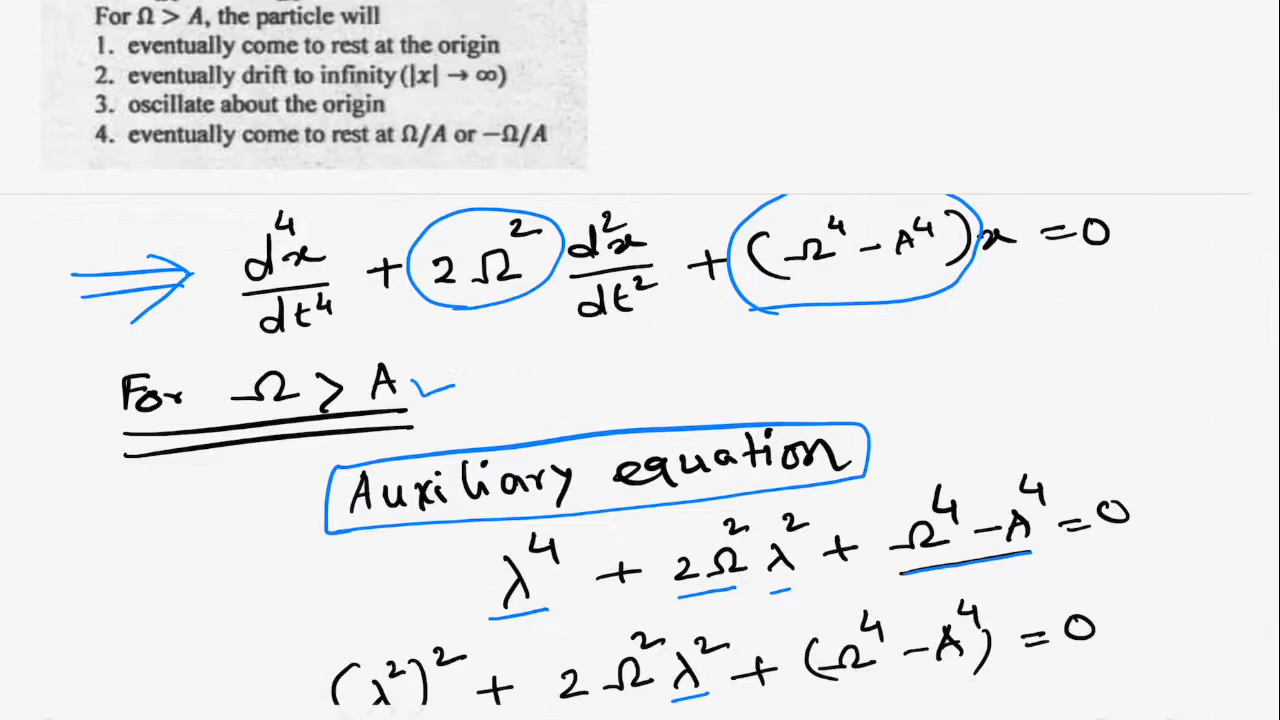 For Ω > A, the particle will
1. eventually come to rest at the origin
2. eventually drift to infinity (|x| → ∞)
3. oscillate about the origin
4. eventually come to rest at Ω/A or −Ω/A
⇒ d⁴x/dt⁴ + 2Ω² d²x/dt² + (Ω⁴ − A⁴)x = 0
For Ω > A ✓
Auxiliary equation
λ⁴ + 2Ω²λ² + Ω⁴ − A⁴ = 0
(λ²)² + 2Ω²λ² + (Ω⁴ − A⁴) = 0